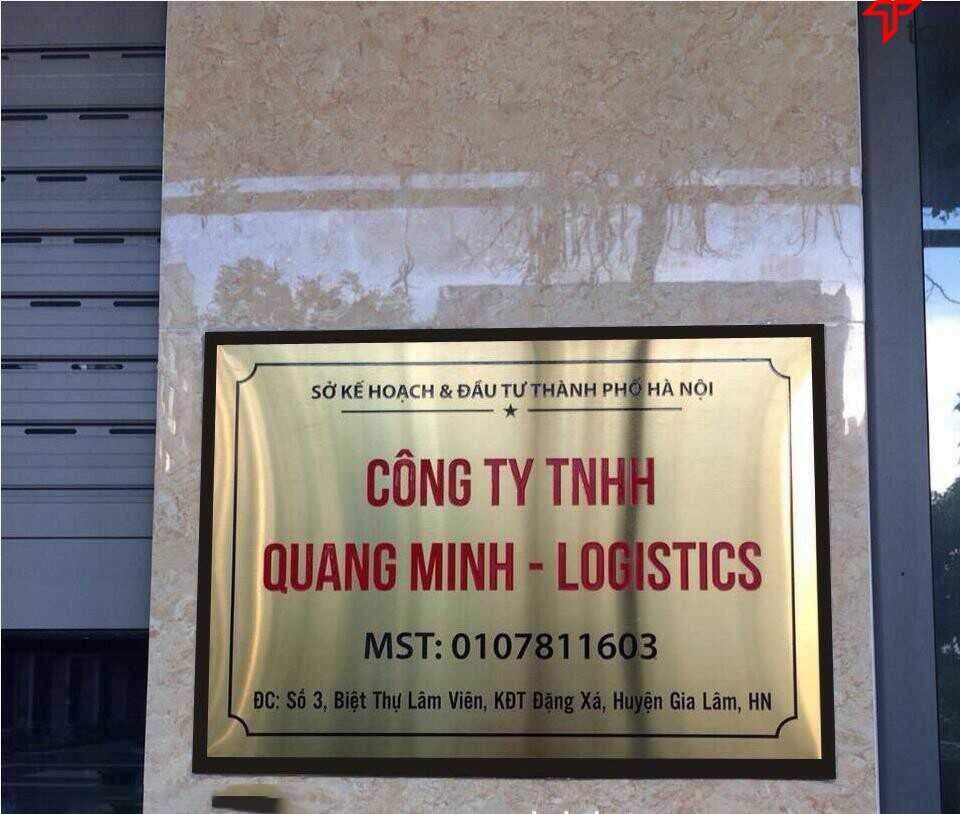 SỞ KẾ HOẠCH & ĐẦU TƯ THÀNH PHỐ HÀ NỘI
CÔNG TY TNHH
QUANG MINH - LOGISTICS
MST: 0107811603
ĐC: Số 3, Biệt Thự Lâm Viên, KĐT Đặng Xá, Huyện Gia Lâm, HN